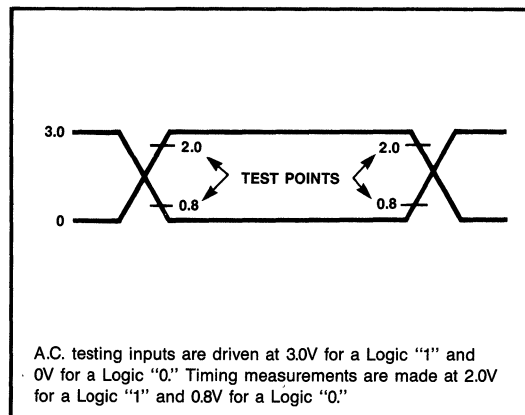 3.0
2.0 2.0
TEST POINTS
0.8 0.8
0
A.C. testing inputs are driven at 3.0V for a Logic “1” and
0V for a Logic “0.” Timing measurements are made at 2.0V
for a Logic “1” and 0.8V for a Logic “0.”